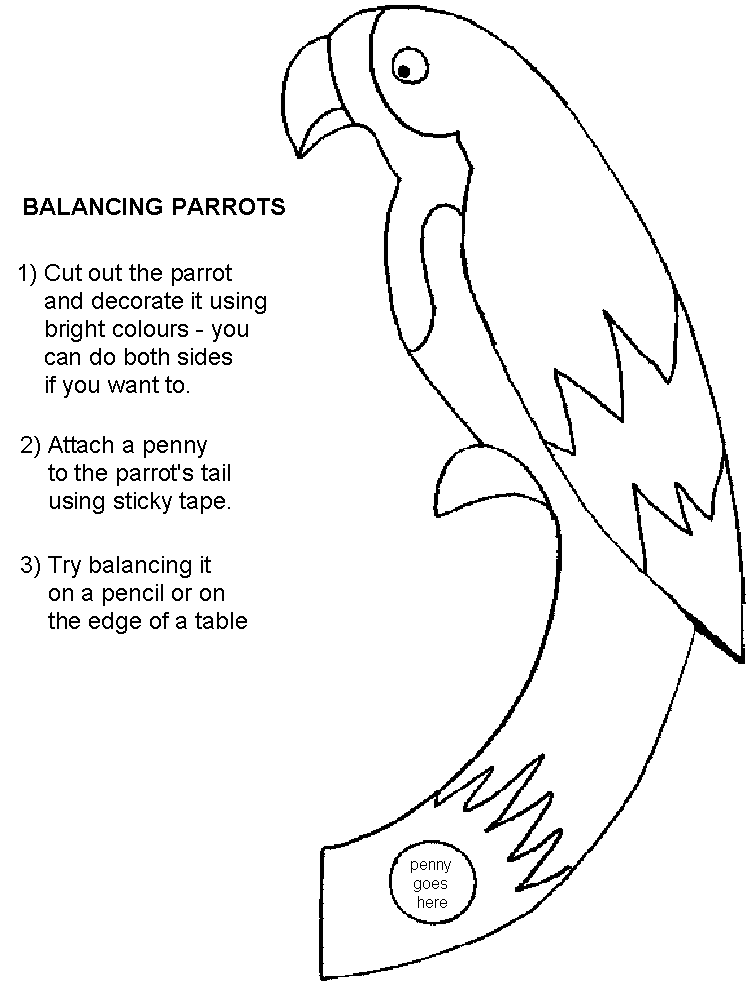 BALANCING PARROTS
1) Cut out the parrot
and decorate it using
bright colours - you
can do both sides
if you want to.
2) Attach a penny
to the parrot's tail
using sticky tape.
3) Try balancing it
on a pencil or on
the edge of a table
penny
goes
here